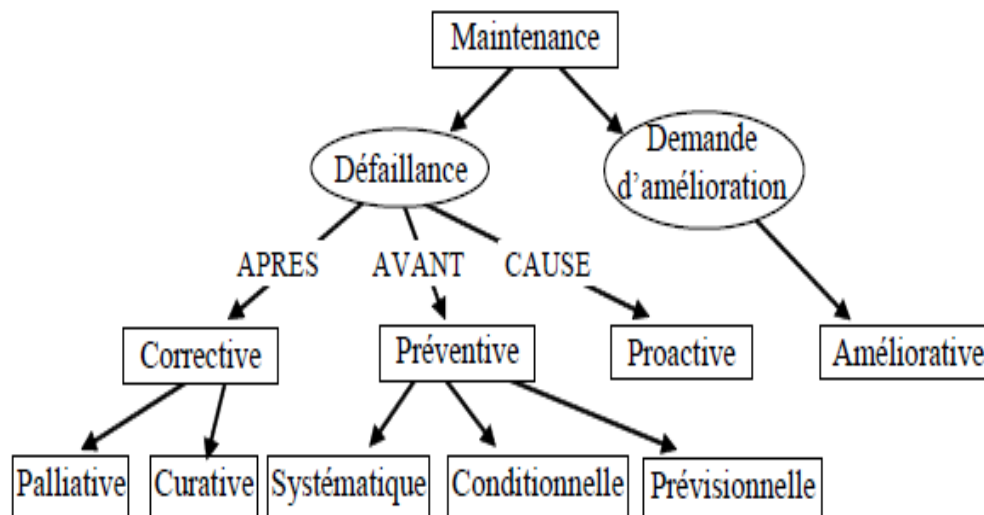 Maintenance
Défaillance
Demande
d'amélioration
APRES
AVANT
CAUSE
Corrective
Préventive
Proactive
Améliorative
Palliative
Curative
Systématique
Conditionnelle
Prévisionnelle